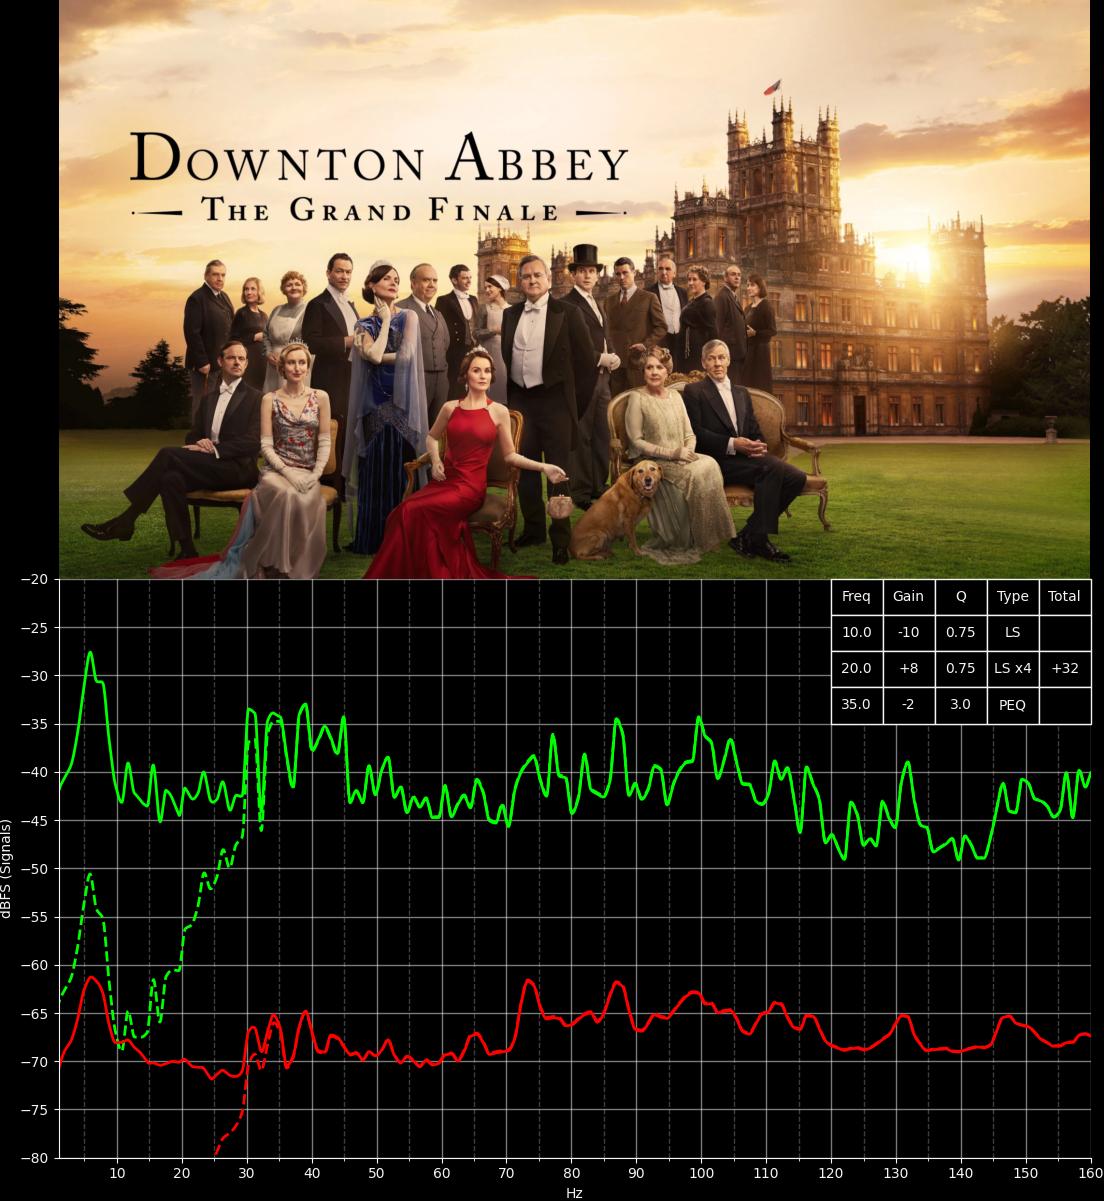 DOWNTON ABBEY
THE GRAND FINALE
Freq Gain Q Type Total
10.0 -10 0.75 LS
20.0 +8 0.75 LS x4 +32
35.0 -2 3.0 PEQ
−20
−25
−30
−35
−40
−45
−50
−55
−60
−65
−70
−75
−80
dBFS (Signals)
10 20 30 40 50 60 70 80 90 100 110 120 130 140 150 160
Hz